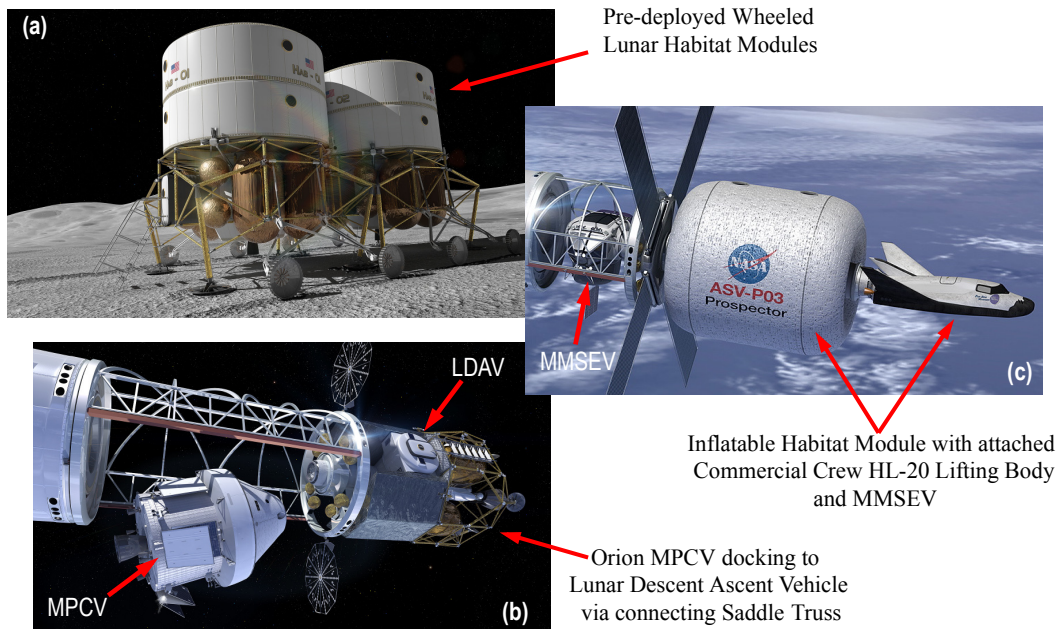 (a)
Pre-deployed Wheeled
Lunar Habitat Modules
HAB - 01
HAB - 01
- 02
HAB -
NASA
ASV-P03
Prospector
MMSEV
(c)
LDAV
Inflatable Habitat Module with attached
Commercial Crew HL-20 Lifting Body
and MMSEV
Orion MPCV docking to
Lunar Descent Ascent Vehicle
via connecting Saddle Truss
MPCV
(b)